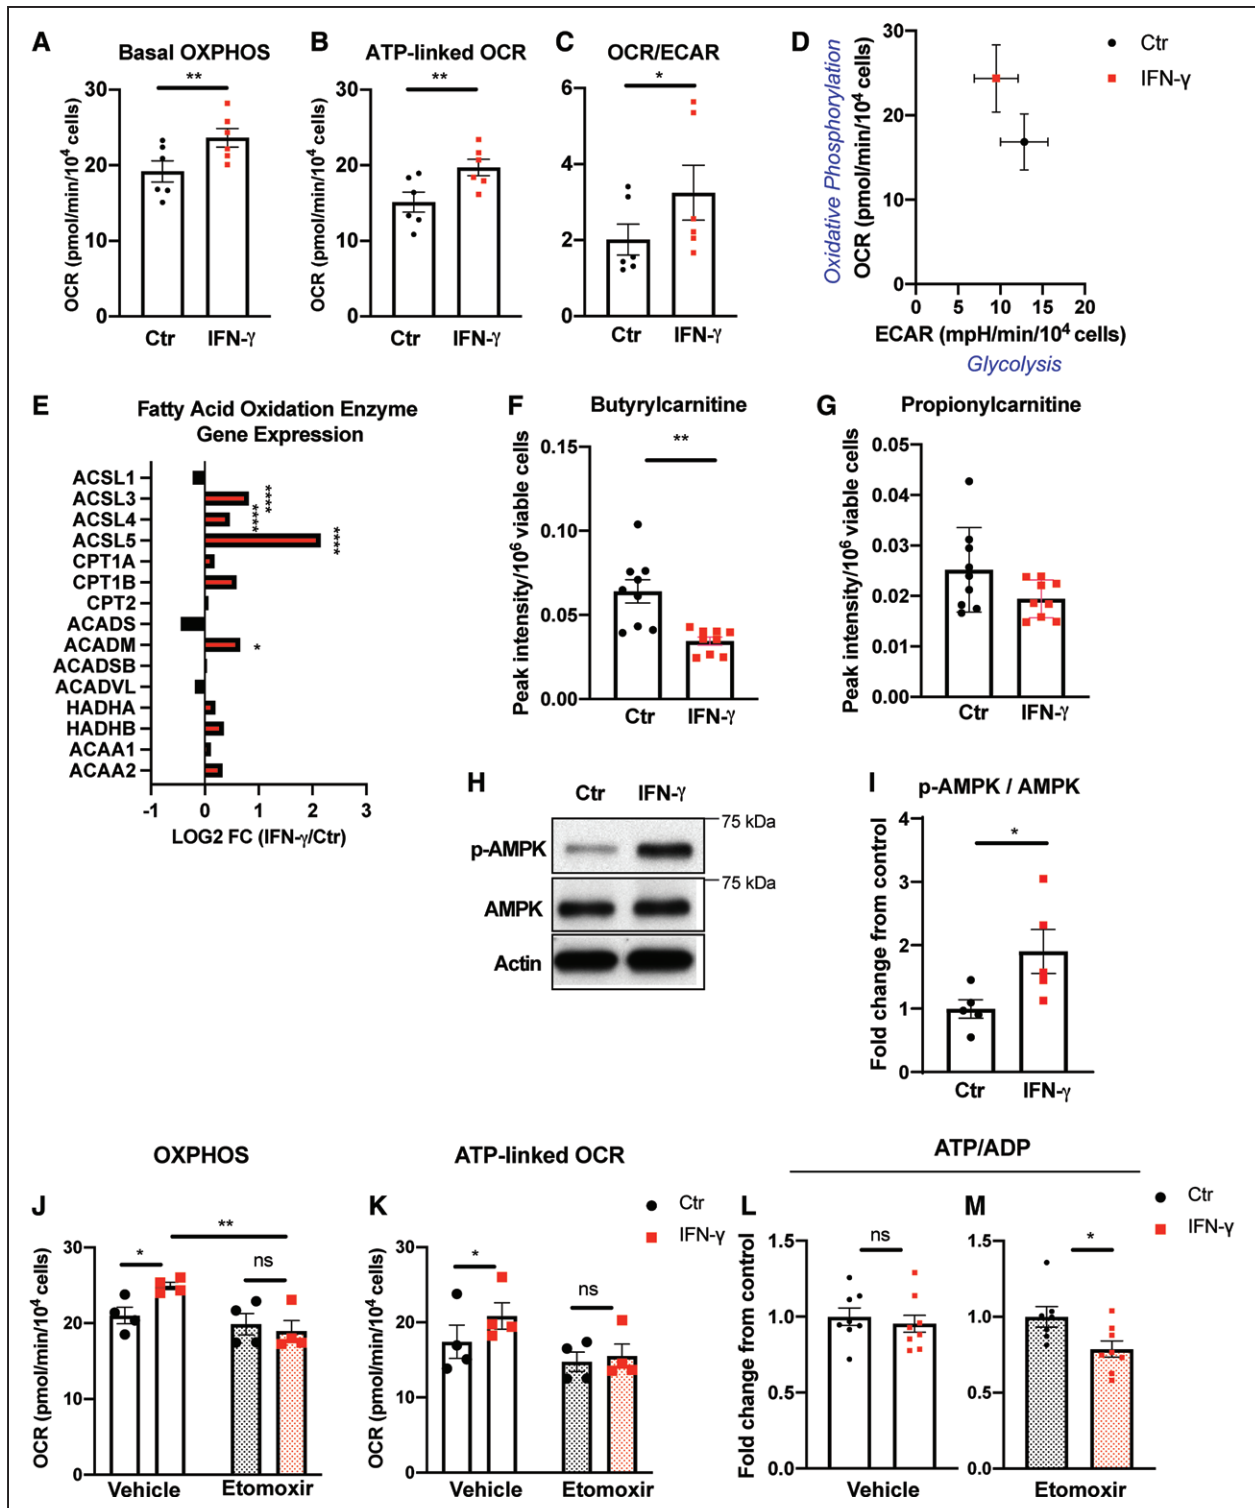 A
Basal OXPHOS
**
OCR (pmol/min/10⁴ cells)
30
20
10
0
Ctr
IFN-γ
B
ATP-linked OCR
**
OCR (pmol/min/10⁴ cells)
30
20
10
0
Ctr
IFN-γ
C
OCR/ECAR
*
6
4
2
0
Ctr
IFN-γ
D
Oxidative Phosphorylation
OCR (pmol/min/10⁴ cells)
30
20
10
0
0 5 10 15 20
ECAR (mpH/min/10⁴ cells)
Glycolysis
Ctr
IFN-γ
E
Fatty Acid Oxidation Enzyme
Gene Expression
ACSL1
ACSL3 ****
ACSL4 ****
ACSL5 ****
CPT1A
CPT1B
CPT2
ACADS
ACADM *
ACADSB
ACADVL
HADHA
HADHB
ACAA1
ACAA2
-1 0 1 2 3
LOG2 FC (IFN-γ/Ctr)
F
Butyrylcarnitine
**
Peak intensity/10⁶ viable cells
0.15
0.10
0.05
0.00
Ctr
IFN-γ
G
Propionylcarnitine
Peak intensity/10⁶ viable cells
0.05
0.04
0.03
0.02
0.01
0.00
Ctr
IFN-γ
H
Ctr IFN-γ
75 kDa
p-AMPK
75 kDa
AMPK
Actin
I
p-AMPK / AMPK
*
Fold change from control
4
3
2
1
0
Ctr
IFN-γ
J
OXPHOS
**
*
ns
OCR (pmol/min/10⁴ cells)
30
20
10
0
Vehicle
Etomoxir
K
ATP-linked OCR
Ctr
IFN-γ
*
ns
OCR (pmol/min/10⁴ cells)
30
20
10
0
Vehicle
Etomoxir
ATP/ADP
L
ns
Fold change from control
1.5
1.0
0.5
0.0
Vehicle
M
Ctr
IFN-γ
*
1.5
1.0
0.5
0.0
Etomoxir